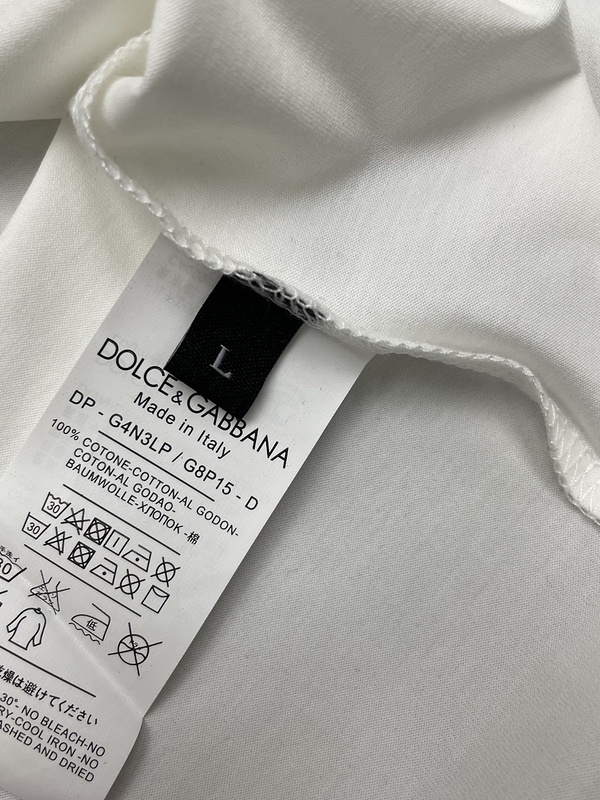 L
DOLCE & GABBANA
Made in Italy
DP - G4N3LP / G8P15 - D
100% COTONE-COTTON-AL GODON-
COTON-AL GODAO-
BAUMWOLLE-ХЛОПОК -棉
30
30
30
低
は避けてください
30°- NO BLEACH-NO
RY-COOL IRON -NO
ASHED AND DRIED